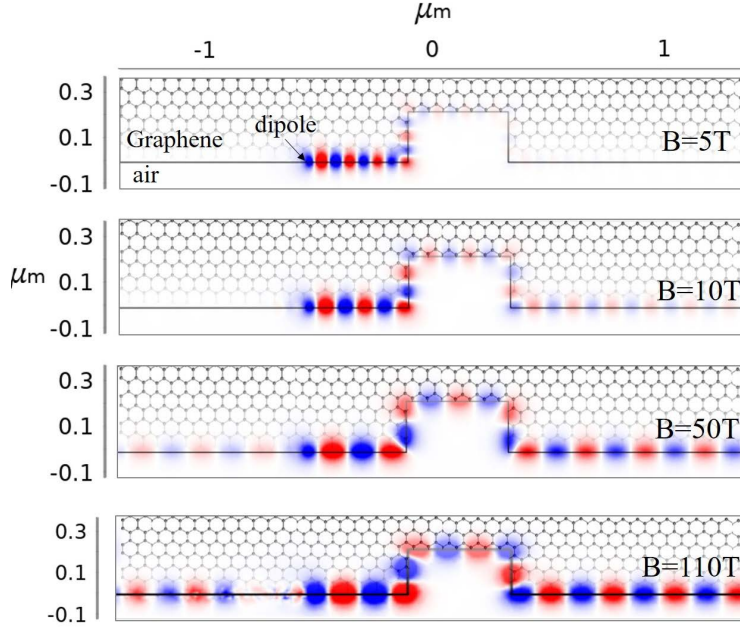 μm
-1 0 1
0.3
0.1
-0.1
Graphene
air
dipole
B=5T
μm
0.3
0.1
-0.1
B=10T
0.3
0.1
-0.1
B=50T
0.3
0.1
-0.1
B=110T